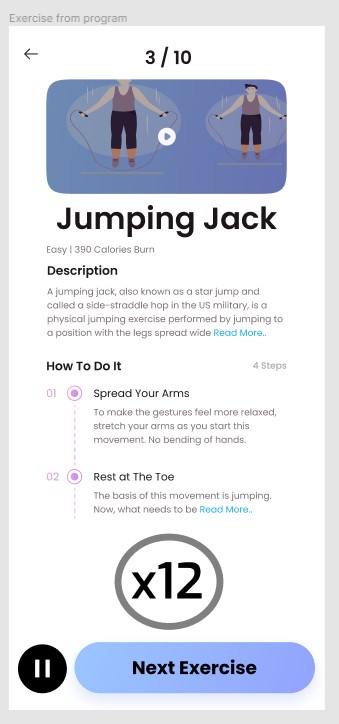 Exercise from program
3 / 10
Jumping Jack
Easy | 390 Calories Burn
Description
A jumping jack, also known as a star jump and
called a side-straddle hop in the US military, is a
physical jumping exercise performed by jumping to
a position with the legs spread wide Read More..
How To Do It 4 Steps
01 Spread Your Arms
To make the gestures feel more relaxed,
stretch your arms as you start this
movement. No bending of hands.
02 Rest at The Toe
The basis of this movement is jumping.
Now, what needs to be Read More..
x12
Next Exercise